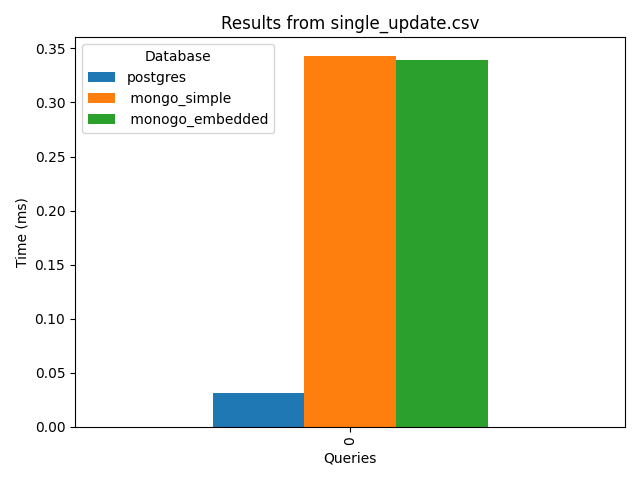 Results from single_update.csv
Database
postgres
mongo_simple
monogo_embedded
Time (ms)
0.35
0.30
0.25
0.20
0.15
0.10
0.05
0.00
0
Queries